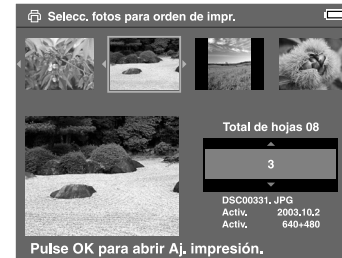 Selecc. fotos para orden de impr.
Total de hojas 08
3
DSC00331. JPG
Activ. 2003.10.2
Activ. 640+480
Pulse OK para abrir Aj. impresión.